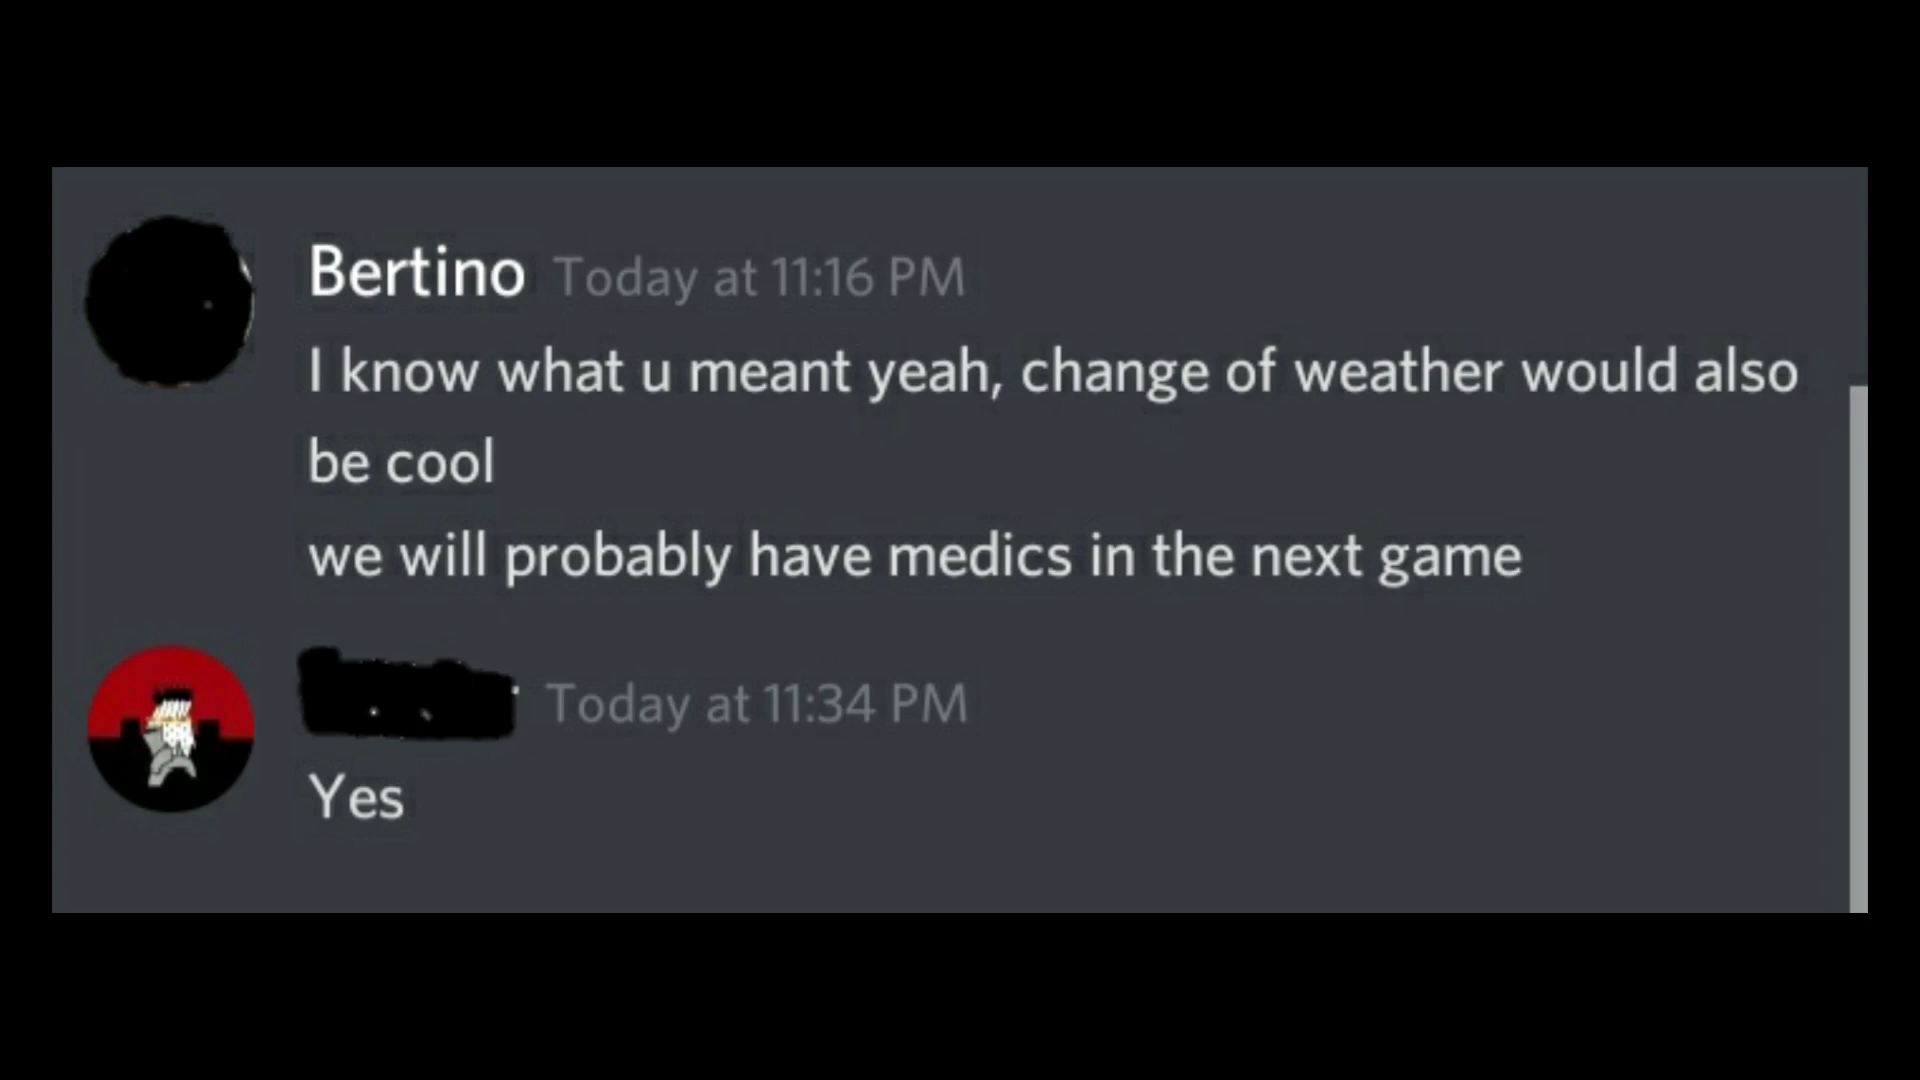 Bertino Today at 11:16 PM
I know what u meant yeah, change of weather would also
be cool
we will probably have medics in the next game
Today at 11:34 PM
Yes